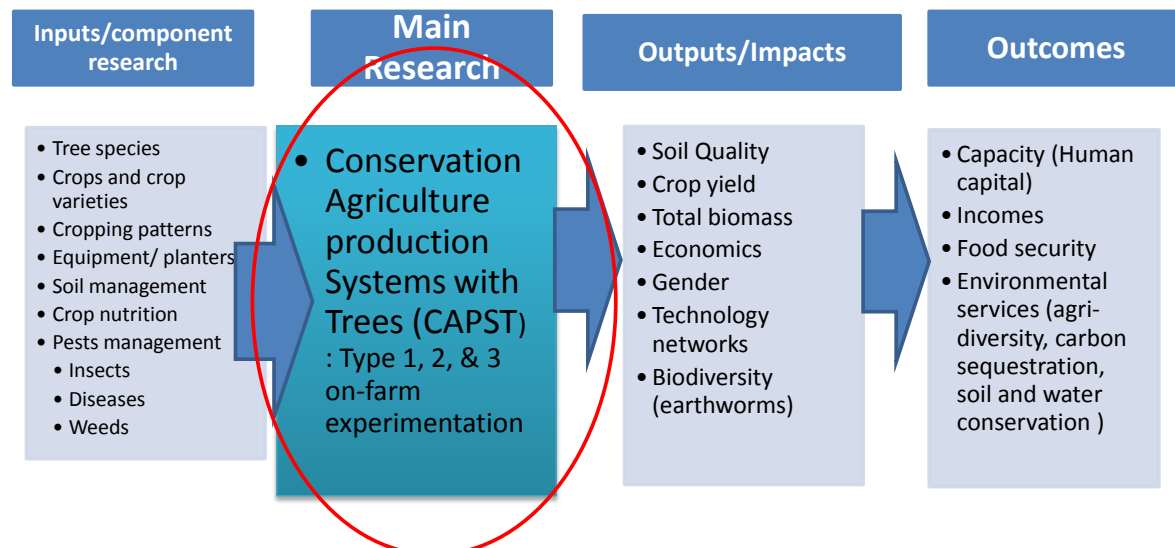 Inputs/component
research
Main
Research
Outputs/Impacts
Outcomes
• Tree species
• Crops and crop
varieties
• Cropping patterns
• Equipment/ planters
• Soil management
• Crop nutrition
• Pests management
• Insects
• Diseases
• Weeds
• Conservation
Agriculture
production
Systems with
Trees (CAPST)
: Type 1, 2, & 3
on-farm
experimentation
• Soil Quality
• Crop yield
• Total biomass
• Economics
• Gender
• Technology
networks
• Biodiversity
(earthworms)
• Capacity (Human
capital)
• Incomes
• Food security
• Environmental
services (agri-
diversity, carbon
sequestration,
soil and water
conservation )